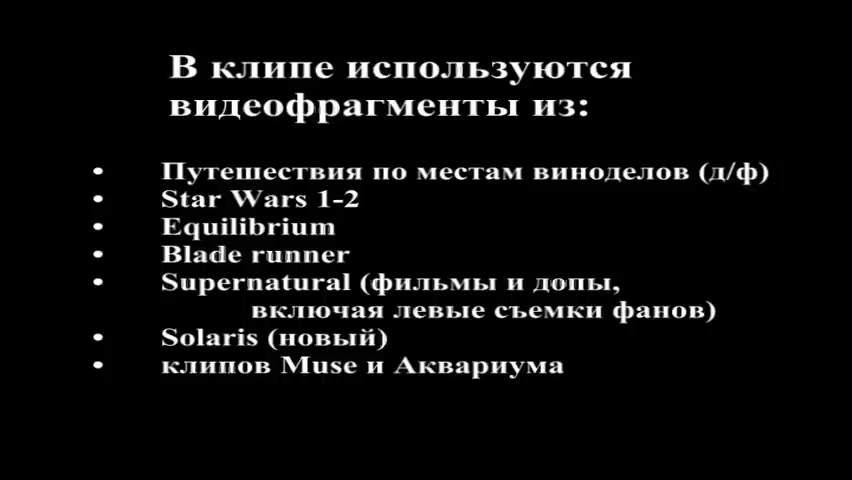 В клипе используются
видеофрагменты из:
• Путешествия по местам виноделов (д/ф)
• Star Wars 1-2
• Equilibrium
• Blade runner
• Supernatural (фильмы и допы,
включая левые съемки фанов)
• Solaris (новый)
• клипов Muse и Аквариума